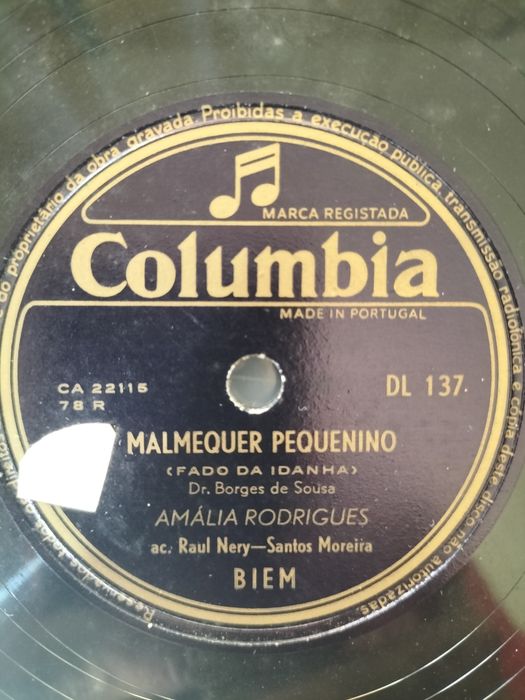 MARCA REGISTADA
Columbia
MADE IN PORTUGAL
CA 22115
78 R
DL 137
MALMEQUER PEQUENINO
(FADO DA IDANHA)
Dr. Borges de Sousa
AMÁLIA RODRIGUES
ac. Raul Nery—Santos Moreira
BIEM
Reservados todos e do proprietário da obra gravada. Proibidas a execução pública, transmissão radiofónica e cópia deste disco não autorizadas.